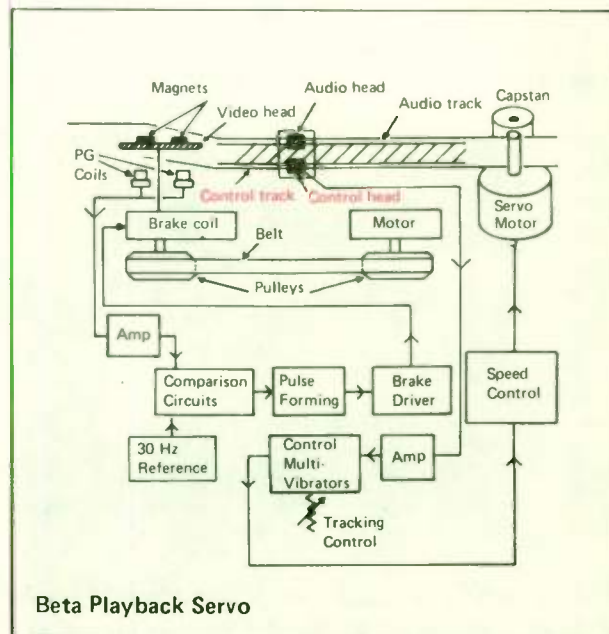 Magnets
Video head
Audio head
Audio track
Capstan
PG
Coils
Control track
Control head
Servo
Motor
Brake coil
Belt
Motor
Pulleys
Amp
Comparison
Circuits
Pulse
Forming
Brake
Driver
Speed
Control
30 Hz
Reference
Control
Multi-
Vibrators
Amp
Tracking
Control
Beta Playback Servo